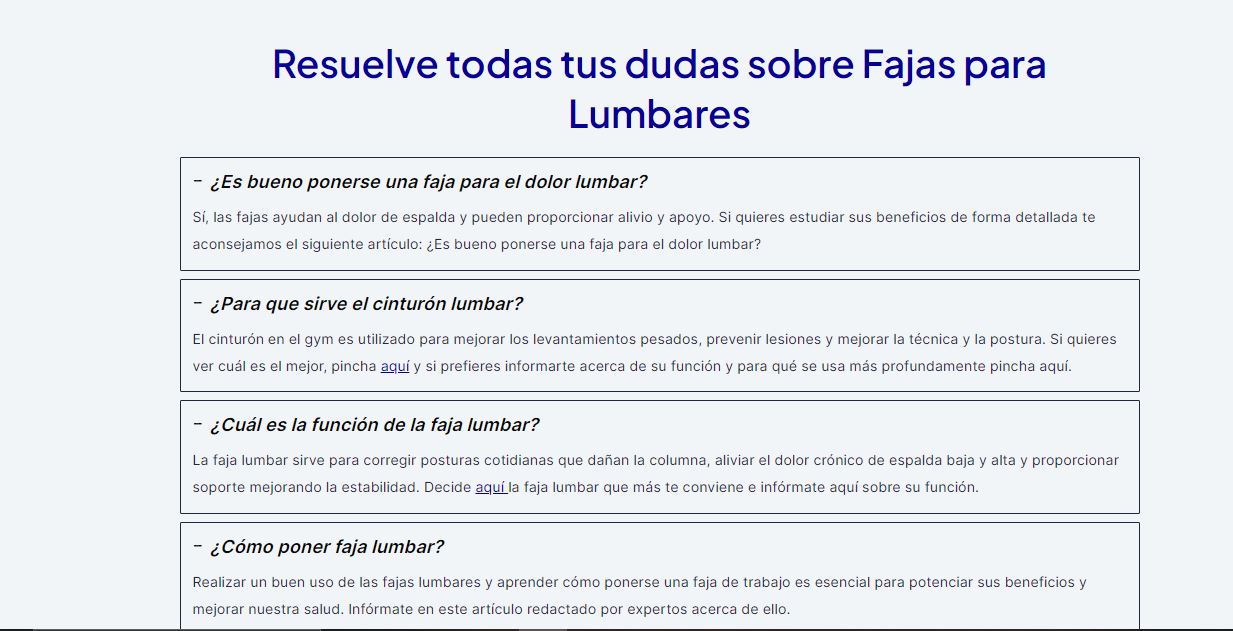 Resuelve todas tus dudas sobre Fajas para
Lumbares
− ¿Es bueno ponerse una faja para el dolor lumbar?
Sí, las fajas ayudan al dolor de espalda y pueden proporcionar alivio y apoyo. Si quieres estudiar sus beneficios de forma detallada te
aconsejamos el siguiente artículo: ¿Es bueno ponerse una faja para el dolor lumbar?
− ¿Para que sirve el cinturón lumbar?
El cinturón en el gym es utilizado para mejorar los levantamientos pesados, prevenir lesiones y mejorar la técnica y la postura. Si quieres
ver cuál es el mejor, pincha aquí y si prefieres informarte acerca de su función y para qué se usa más profundamente pincha aquí.
− ¿Cuál es la función de la faja lumbar?
La faja lumbar sirve para corregir posturas cotidianas que dañan la columna, aliviar el dolor crónico de espalda baja y alta y proporcionar
soporte mejorando la estabilidad. Decide aquí la faja lumbar que más te conviene e infórmate aquí sobre su función.
− ¿Cómo poner faja lumbar?
Realizar un buen uso de las fajas lumbares y aprender cómo ponerse una faja de trabajo es esencial para potenciar sus beneficios y
mejorar nuestra salud. Infórmate en este artículo redactado por expertos acerca de ello.